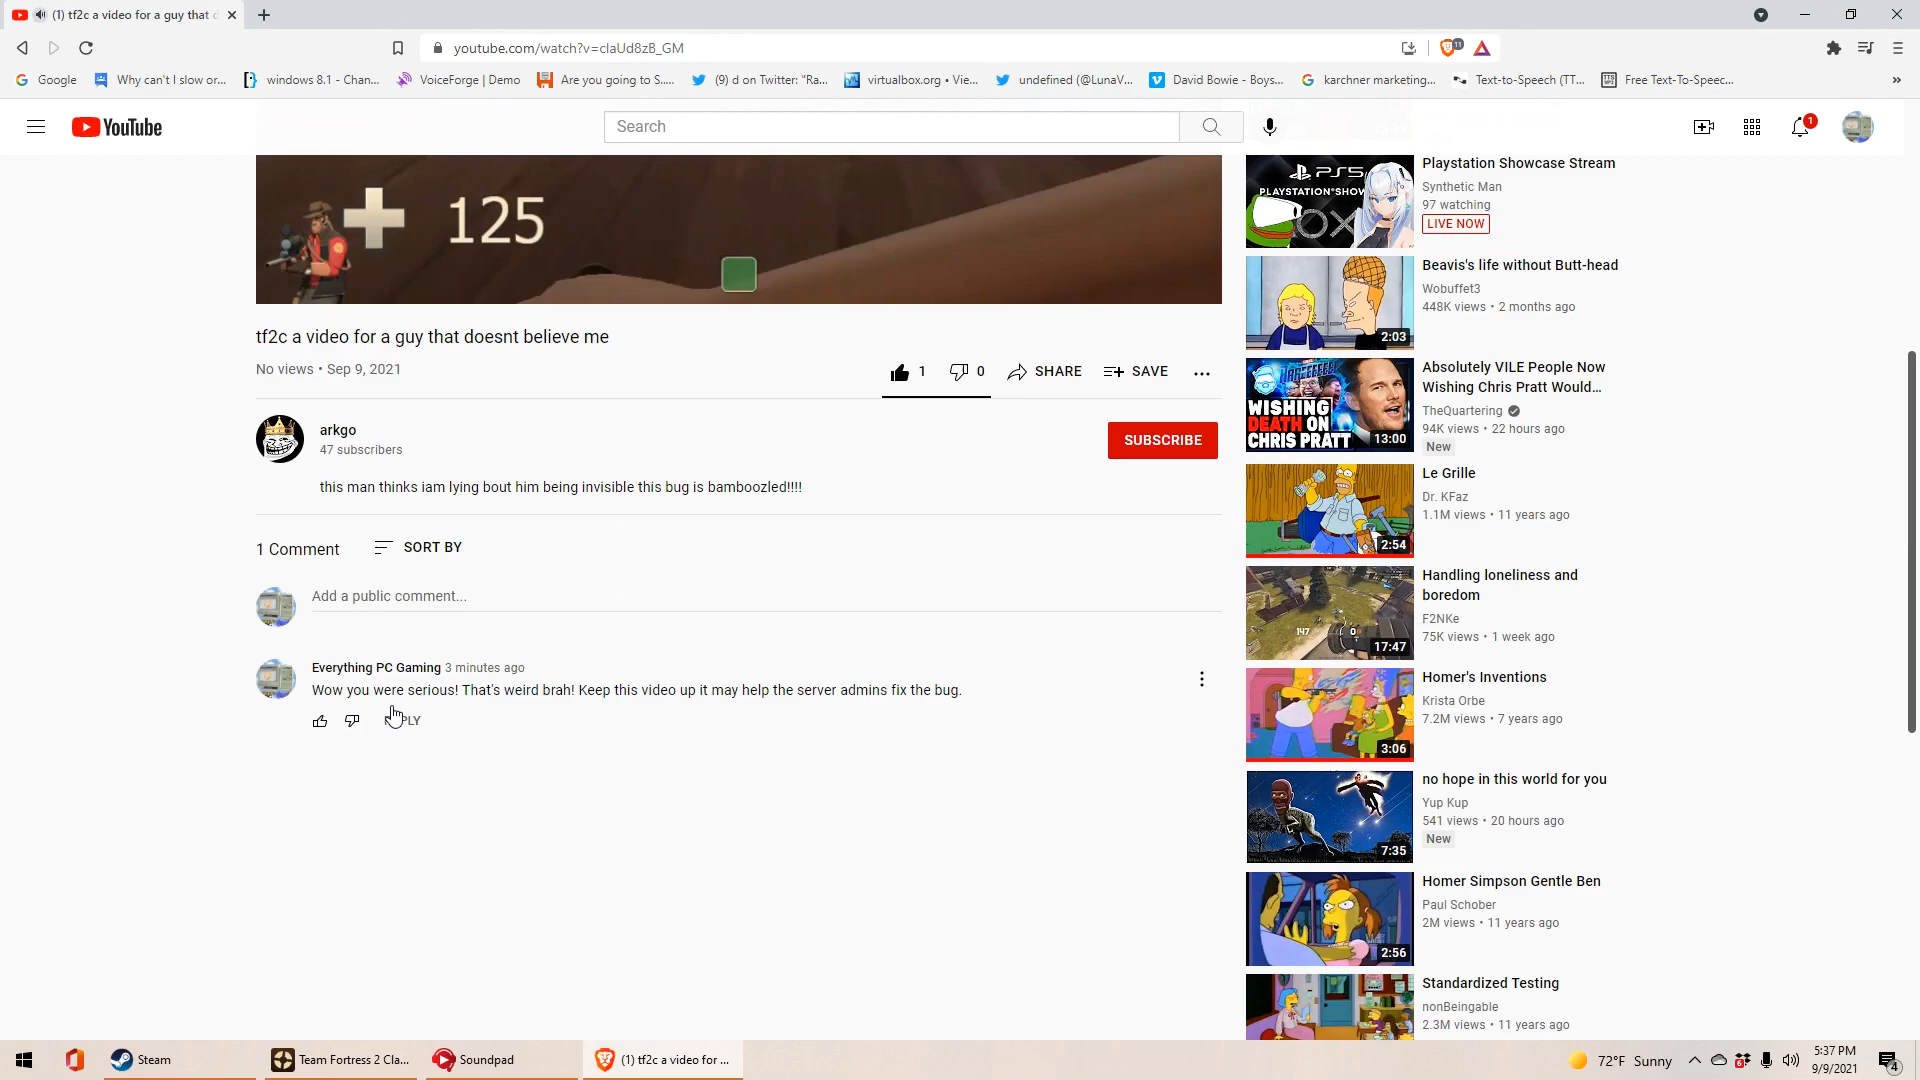 (1) tf2c a video for a guy that d
youtube.com/watch?v=claUd8zB_GM
11
Google
Why can't I slow or...
windows 8.1 - Chan...
VoiceForge | Demo
Are you going to S.....
(9) d on Twitter: "Ra...
virtualbox.org • Vie...
undefined (@LunaV...
David Bowie - Boys...
karchner marketing...
Text-to-Speech (TT...
Free Text-To-Speec...
»
YouTube
Search
1
125
tf2c a video for a guy that doesnt believe me
No views • Sep 9, 2021
1
0
SHARE
SAVE
arkgo
47 subscribers
SUBSCRIBE
this man thinks iam lying bout him being invisible this bug is bamboozled!!!!
1 Comment
SORT BY
Add a public comment...
Everything PC Gaming 3 minutes ago
Wow you were serious! That's weird brah! Keep this video up it may help the server admins fix the bug.
PS5
Playstation Showcase Stream
Synthetic Man
97 watching
LIVE NOW
2:03
Beavis's life without Butt-head
Wobuffet3
448K views • 2 months ago
WISHING
DEATH ON
CHRIS PRATT
13:00
Absolutely VILE People Now
Wishing Chris Pratt Would...
TheQuartering
94K views • 22 hours ago
New
2:54
Le Grille
Dr. KFaz
1.1M views • 11 years ago
147
0
17:47
Handling loneliness and
boredom
F2NKe
75K views • 1 week ago
3:06
Homer's Inventions
Krista Orbe
7.2M views • 7 years ago
7:35
no hope in this world for you
Yup Kup
541 views • 20 hours ago
New
2:56
Homer Simpson Gentle Ben
Paul Schober
2M views • 11 years ago
Standardized Testing
nonBeingable
2.3M views • 11 years ago
Steam
Team Fortress 2 Cla...
Soundpad
(1) tf2c a video for ...
72°F Sunny
5:37 PM
9/9/2021
4